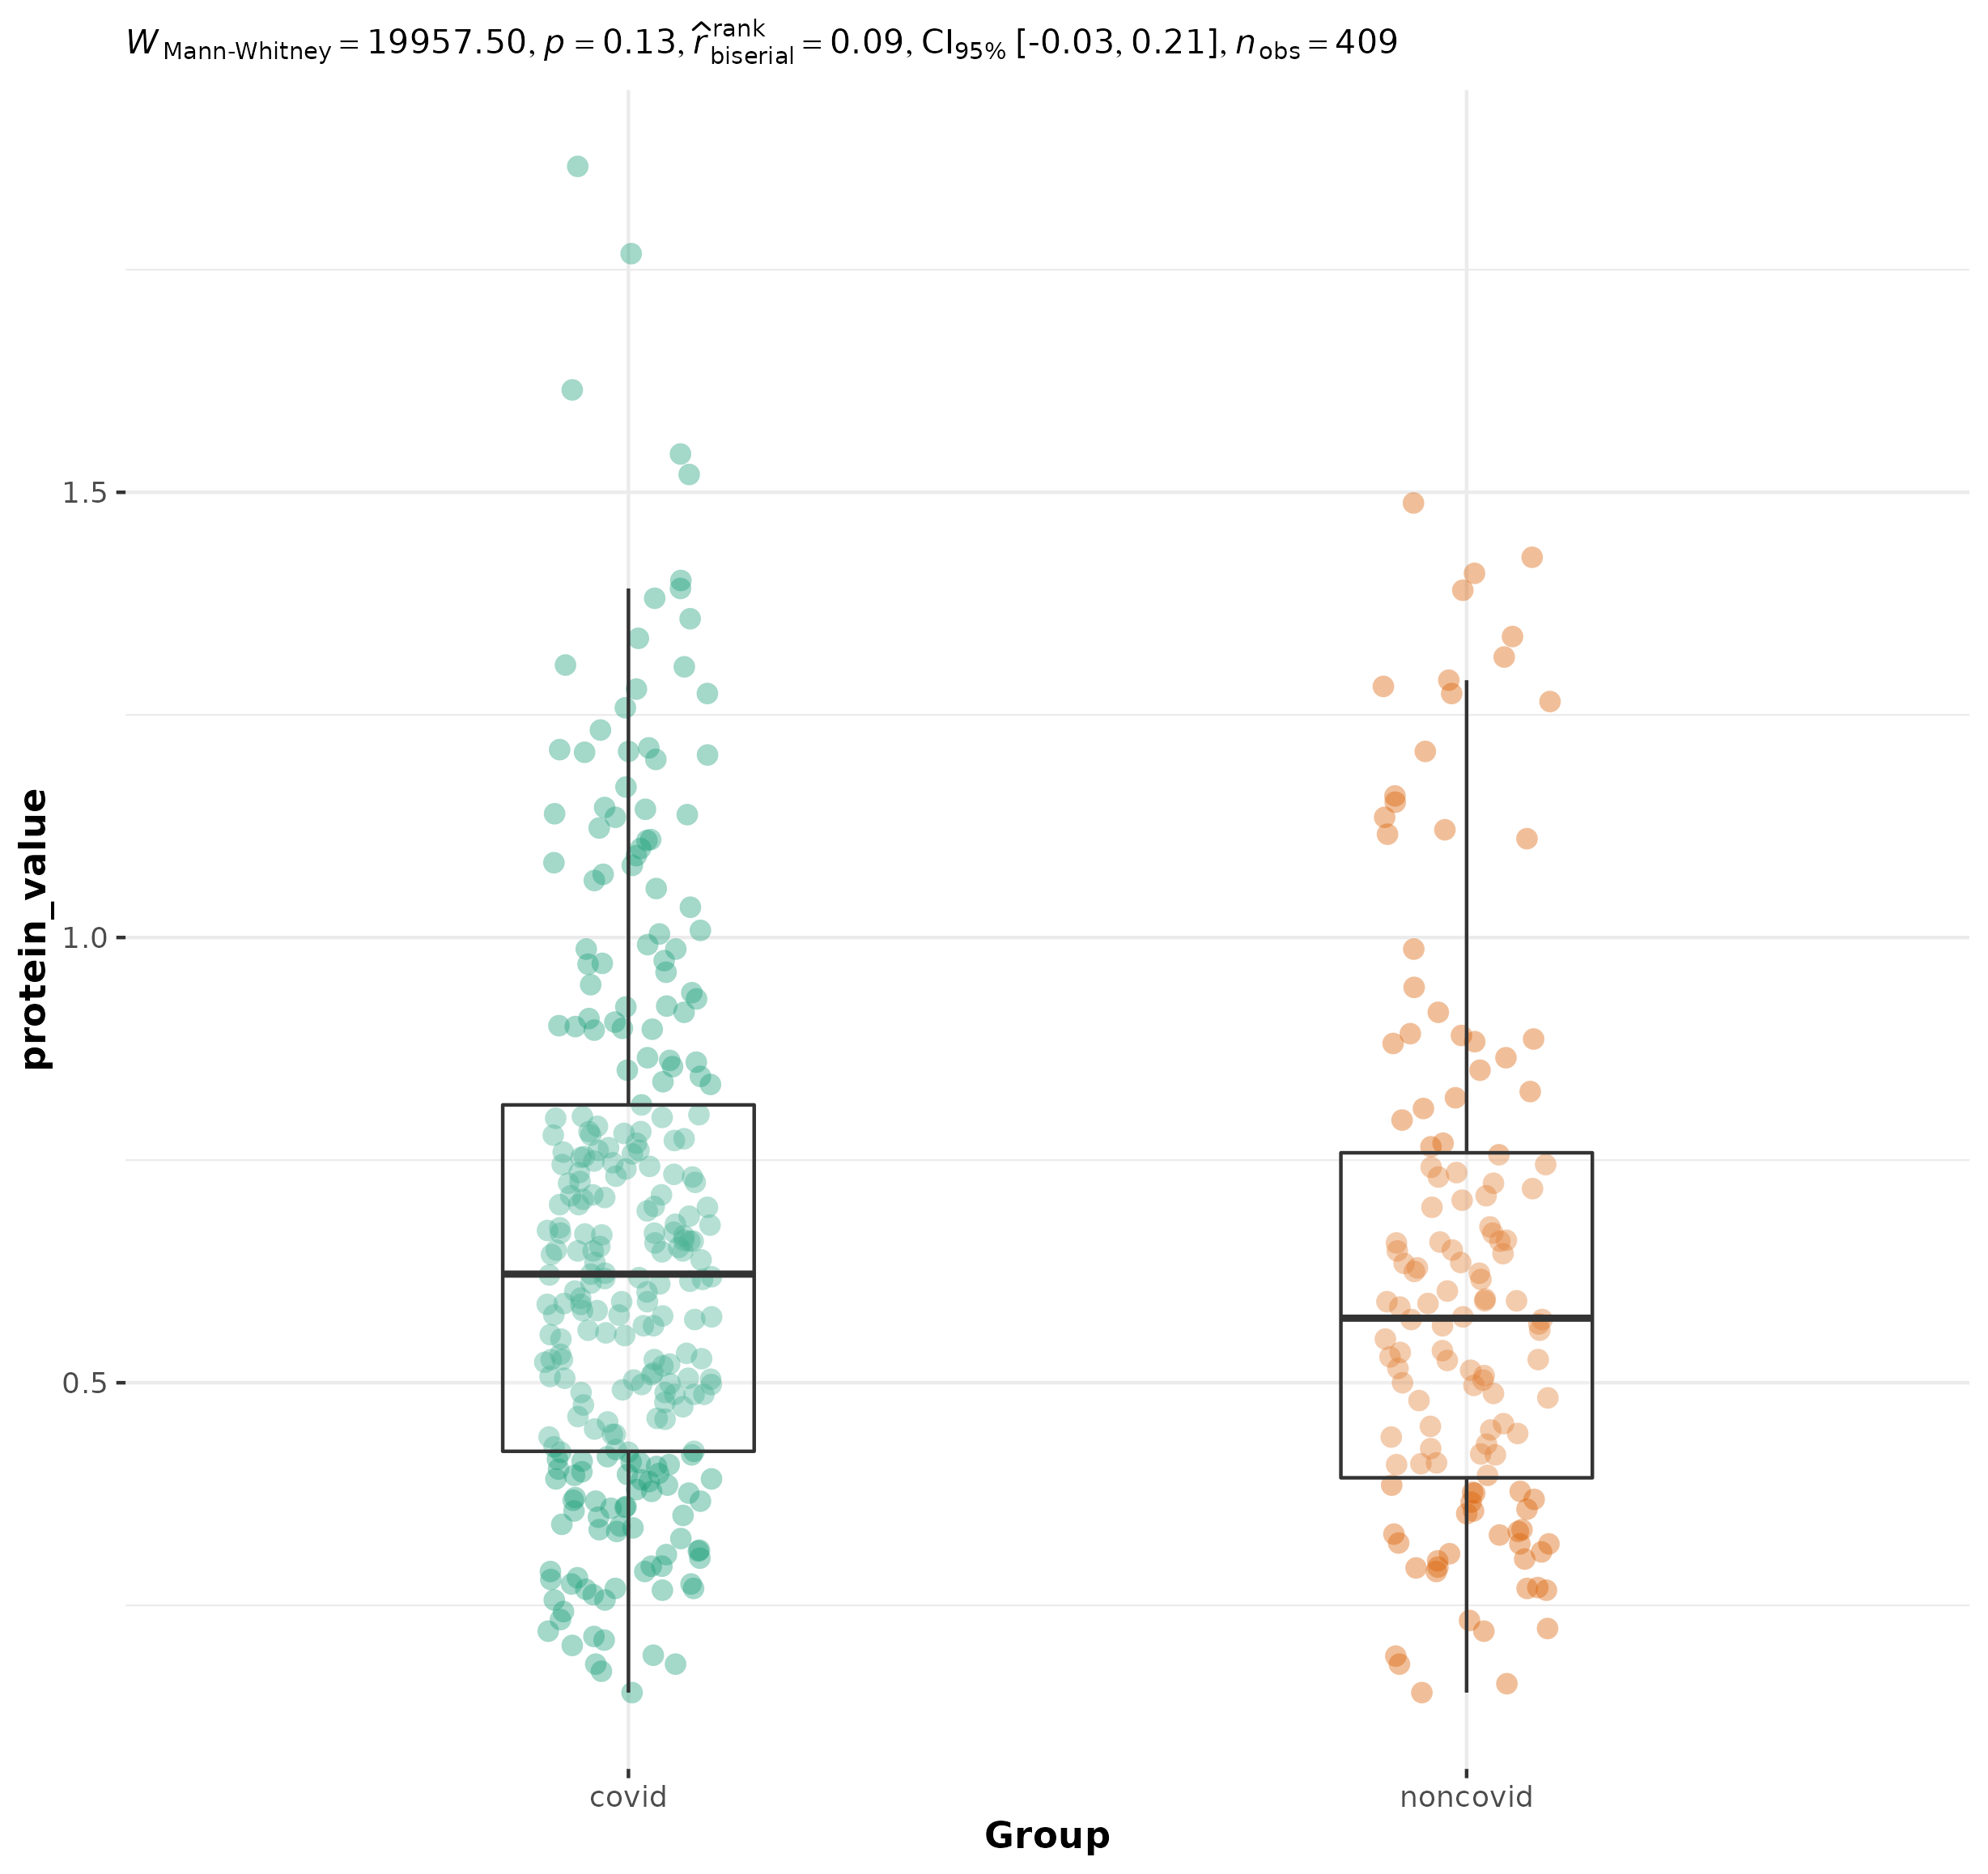 W Mann-Whitney = 19957.50, p = 0.13, r̂ rank biserial = 0.09, CI95% [-0.03, 0.21], n obs = 409
protein_value
1.5
1.0
0.5
covid noncovid
Group